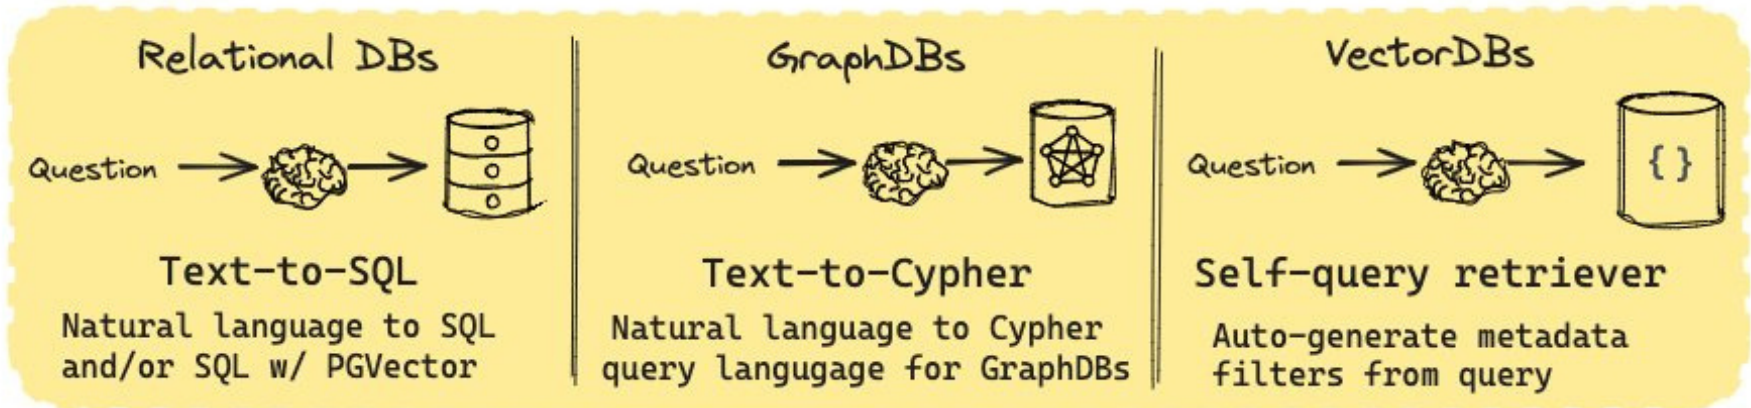 Relational DBs
Question
{ }
Text-to-SQL
Natural language to SQL
and/or SQL w/ PGVector
GraphDBs
Question
Text-to-Cypher
Natural language to Cypher
query langugage for GraphDBs
VectorDBs
Question
Self-query retriever
Auto-generate metadata
filters from query